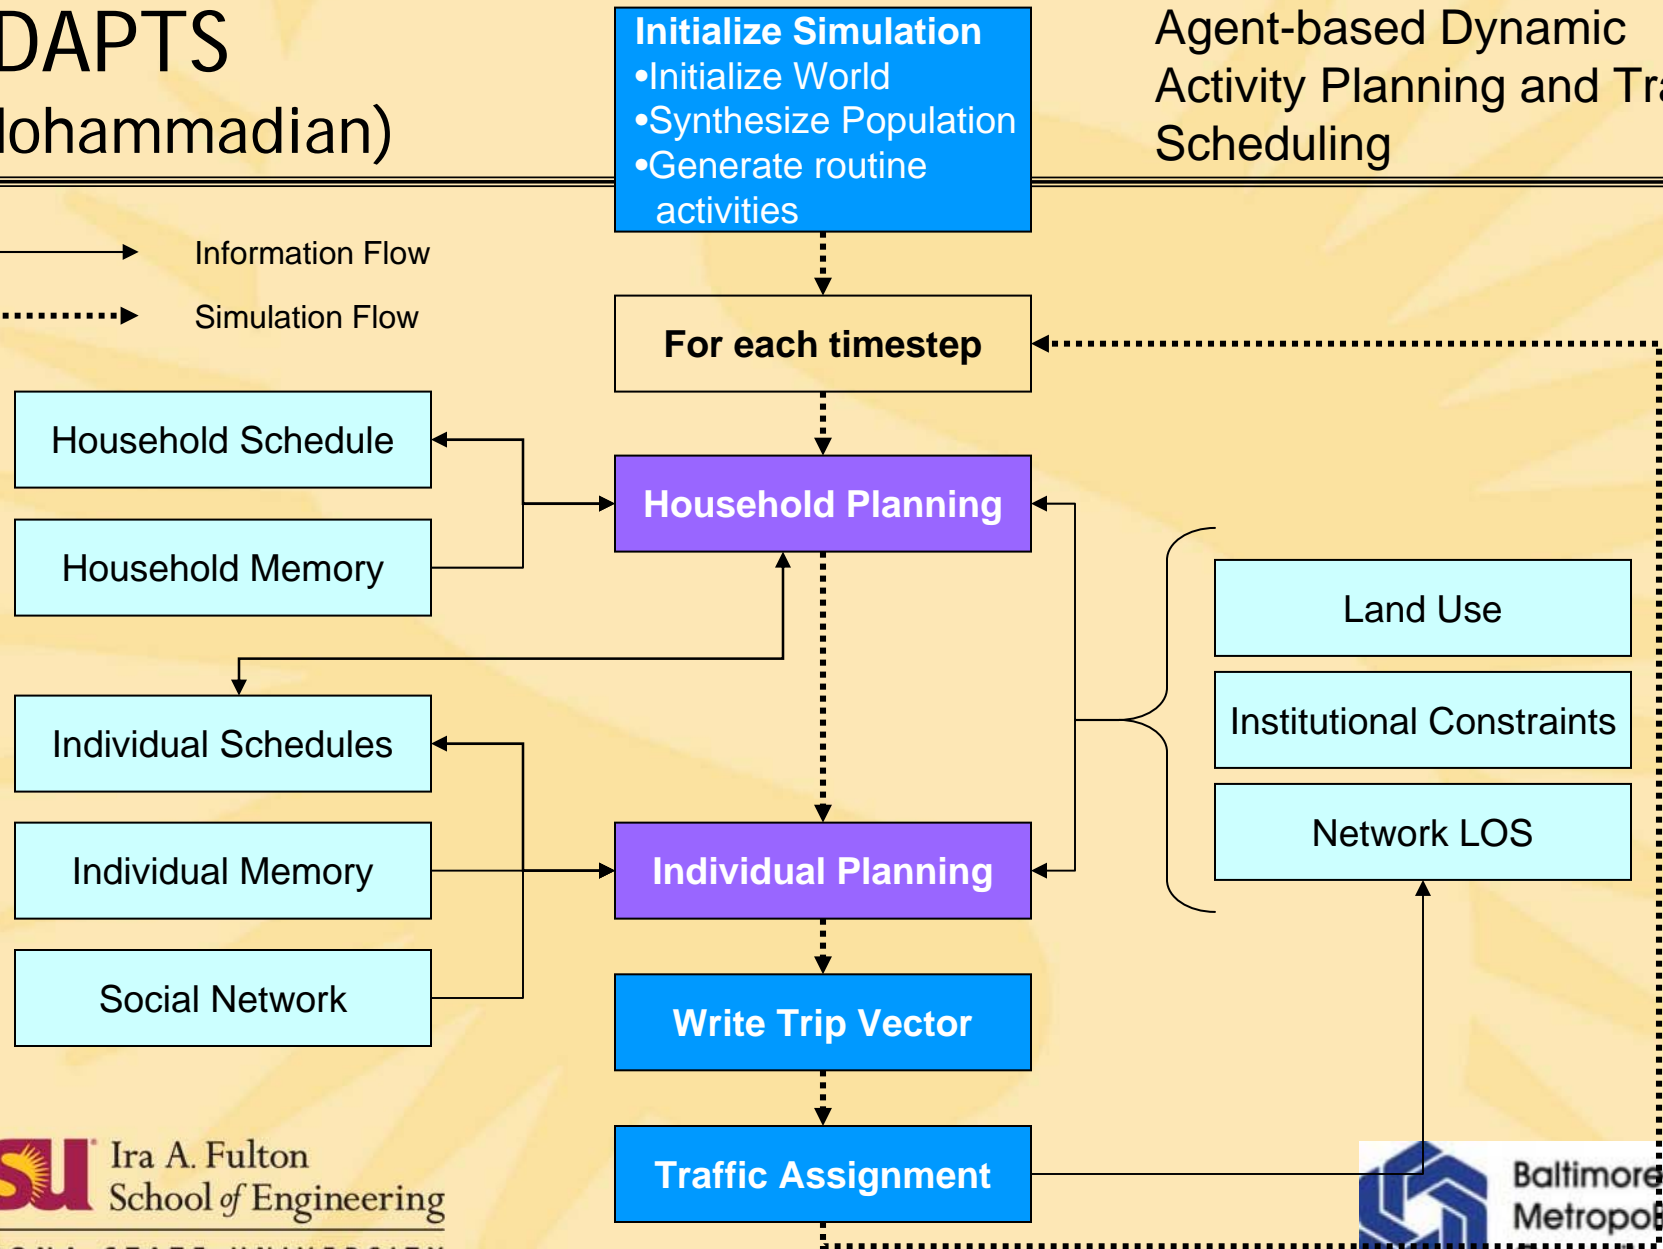 DAPTS
ohammadian)
Initialize Simulation
•Initialize World
•Synthesize Population
•Generate routine
activities
Agent-based Dynamic
Activity Planning and Tra
Scheduling
Information Flow
Simulation Flow
For each timestep
Household Schedule
Household Planning
Household Memory
Land Use
Individual Schedules
Institutional Constraints
Network LOS
Individual Memory
Individual Planning
Social Network
Write Trip Vector
Traffic Assignment
SU Ira A. Fulton
School of Engineering
Baltimore
Metropol